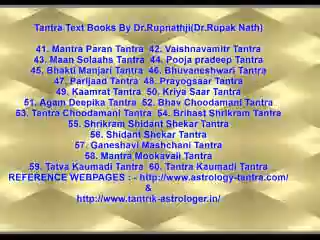 Tantra Text Books By Dr.Rupnathji(Dr.Rupak Nath)
41. Mantra Paran Tantra 42. Vaishnavamitr Tantra
43. Maan Solaahs Tantra 44. Pooja pradeep Tantra
45. Bhakti Manjari Tantra 46. Bhuvaneshwari Tantra
47. Parijaad Tantra 48. Prayogsaar Tantra
49. Kaamrat Tantra 50. Kriya Saar Tantra
51. Agam Deepika Tantra 52. Bhav Choodamani Tantra
53. Tantra Choodamani Tantra 54. Brihast Shrikram Tantra
55. Shrikram Shidant Shekar Tantra
56. Shidant Shekar Tantra
57. Ganeshavi Mashchani Tantra
58. Mantra Mookavali Tantra
59. Tatva Kaumadi Tantra 60. Tantra Kaumadi Tantra
REFERENCE WEBPAGES : - http://www.astrology-tantra.com/
&
http://www.tantrik-astrologer.in/